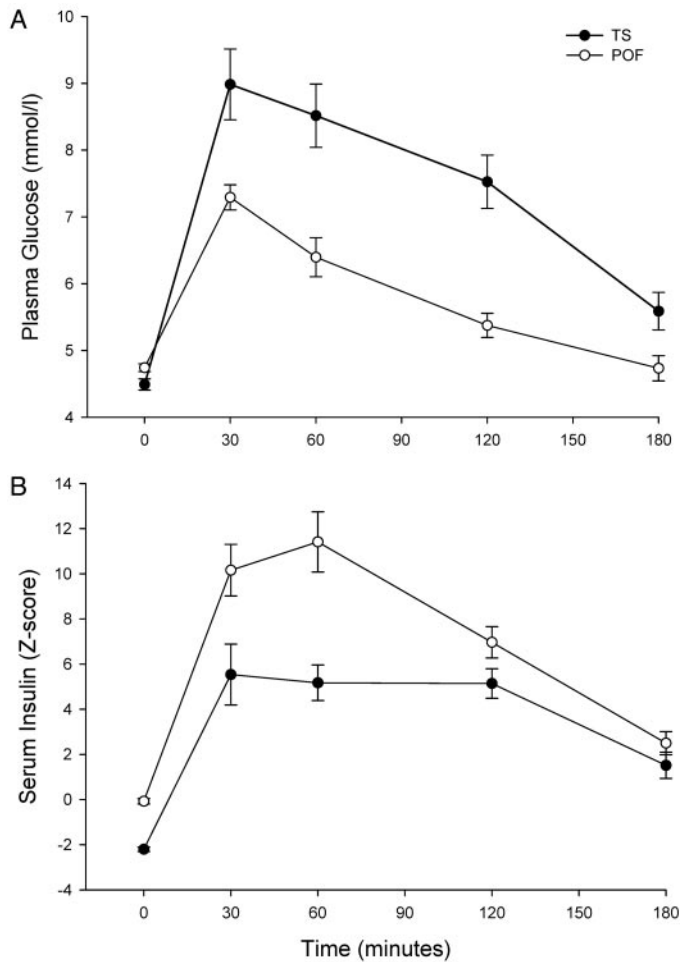 A
TS
POF
Plasma Glucose (mmol/l)
10
9
8
7
6
5
4
0 30 60 90 120 150 180
B
Serum Insulin (Z-score)
14
12
10
8
6
4
2
0
-2
-4
0 30 60 90 120 150 180
Time (minutes)